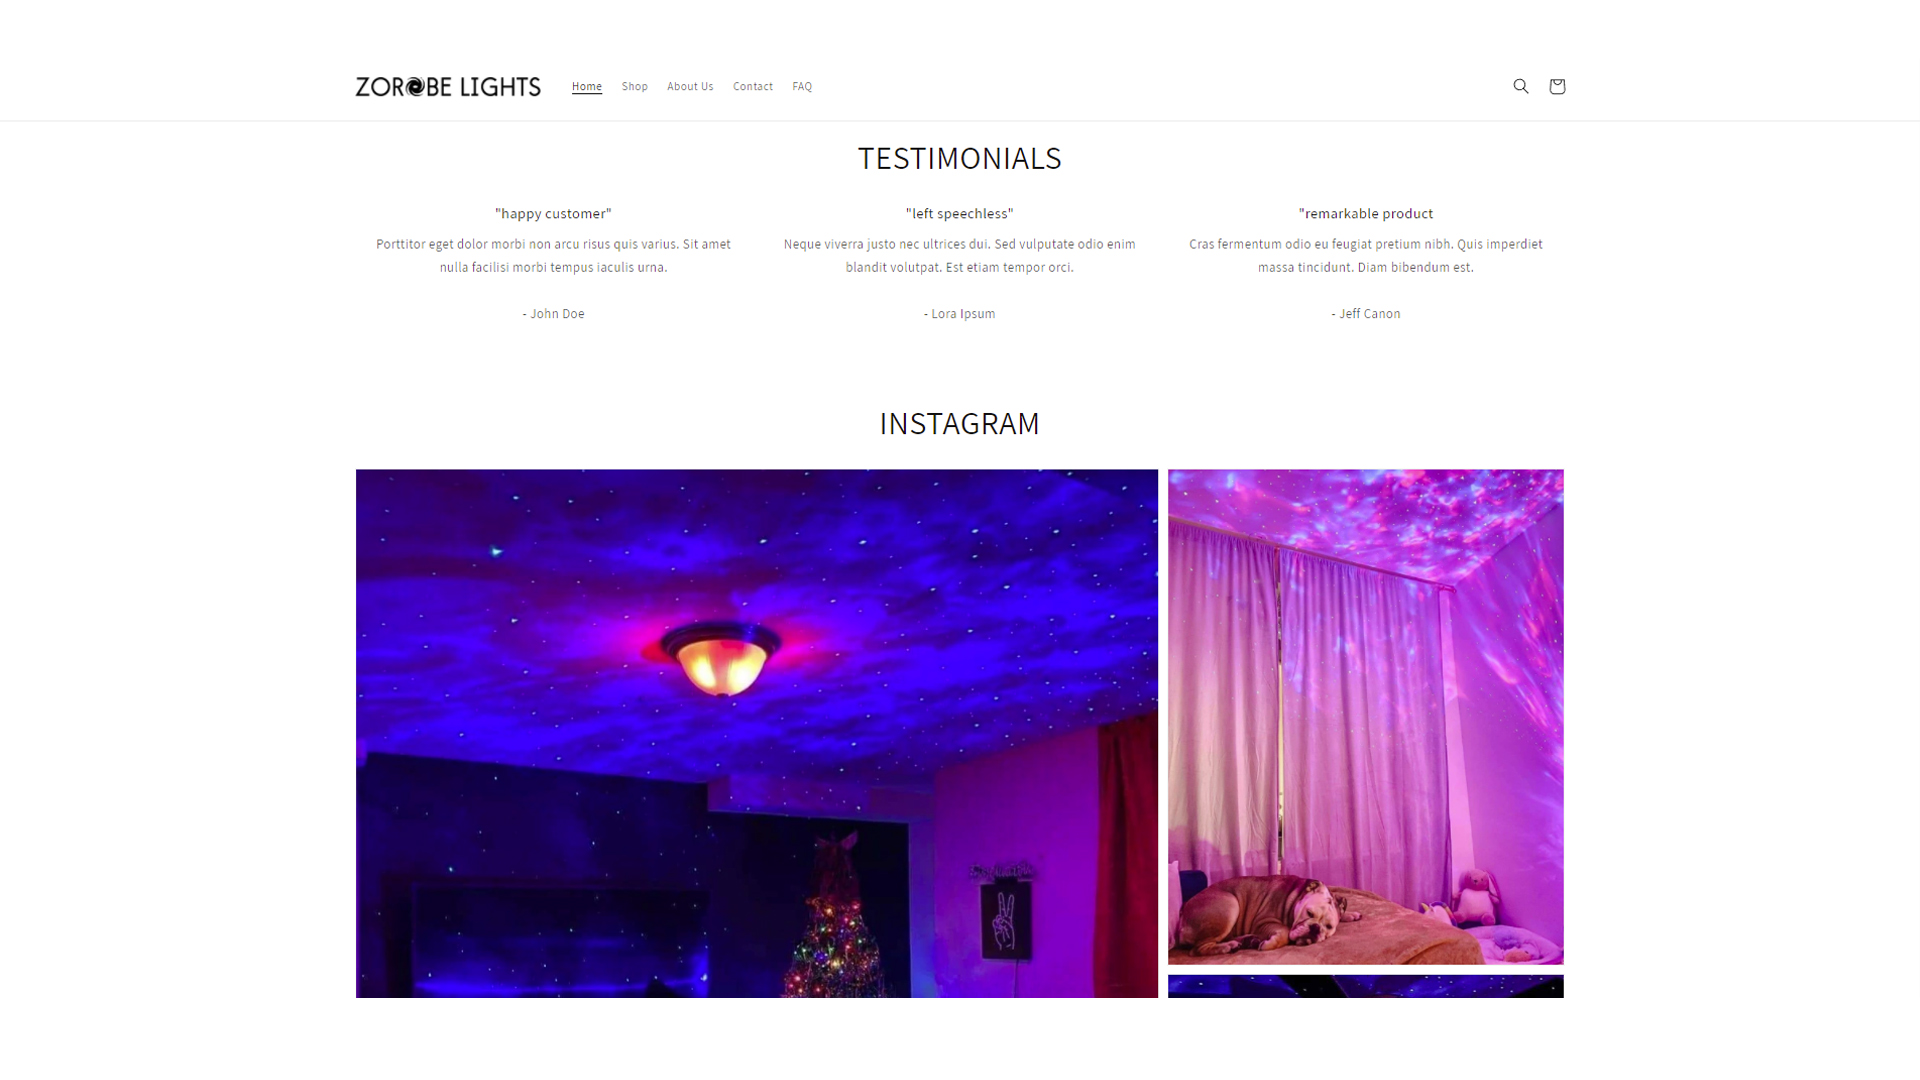 ZOROBE LIGHTS
Home Shop About Us Contact FAQ
TESTIMONIALS
"happy customer"
Porttitor eget dolor morbi non arcu risus quis varius. Sit amet
nulla facilisi morbi tempus iaculis urna.
- John Doe
"left speechless"
Neque viverra justo nec ultrices dui. Sed vulputate odio enim
blandit volutpat. Est etiam tempor orci.
- Lora Ipsum
"remarkable product
Cras fermentum odio eu feugiat pretium nibh. Quis imperdiet
massa tincidunt. Diam bibendum est.
- Jeff Canon
INSTAGRAM